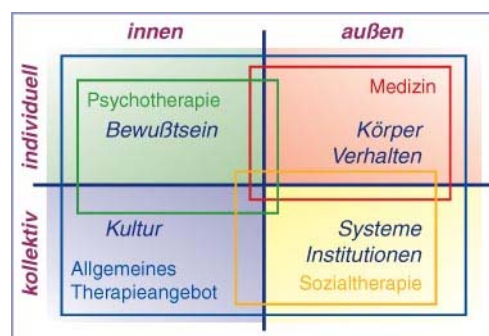 innen
außen
individuell
Psychotherapie
Bewußtsein
Medizin
Körper
Verhalten
kollektiv
Kultur
Allgemeines
Therapieangebot
Systeme
Institutionen
Sozialtherapie